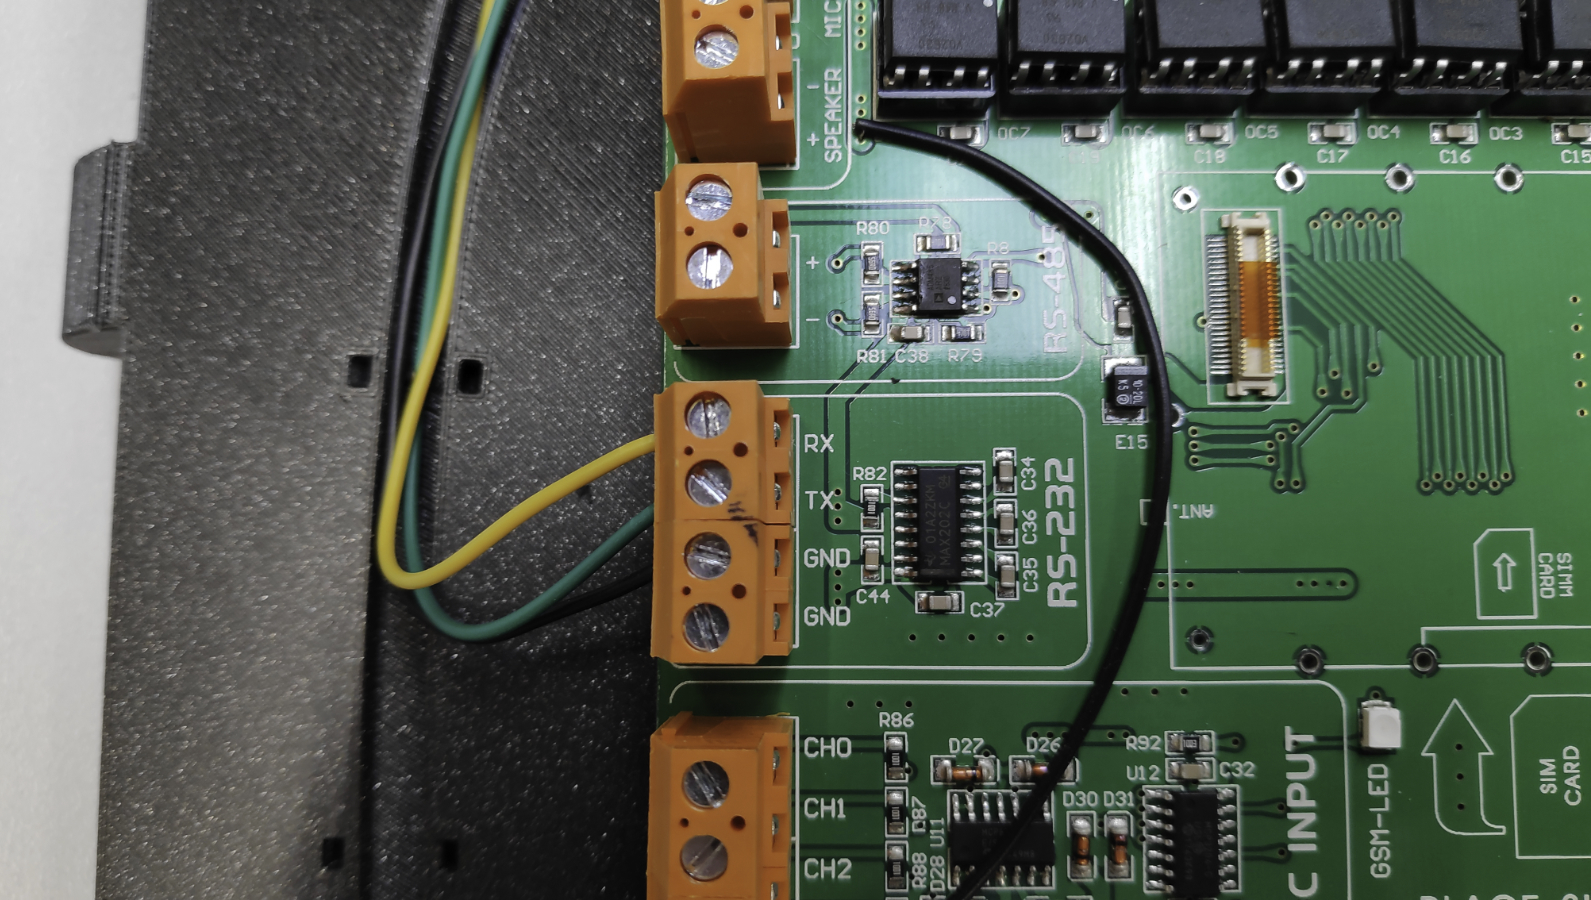 MIC
-
+
SPEAKER
OC7
OC6
OC5
OC4
OC3
C18
C17
C16
C15
R80
R8
+
-
R81
C38
R79
RS-485
E15
RX
TX
GND
GND
R82
C44
C34
C36
C35
C37
RS-232
ANT.
SIMM
CARD
CH0
CH1
CH2
R86
D87
R88
D28
U11
D27
D26
D30
D31
R92
U12
C32
C INPUT
GSM-LED
SIM
CARD